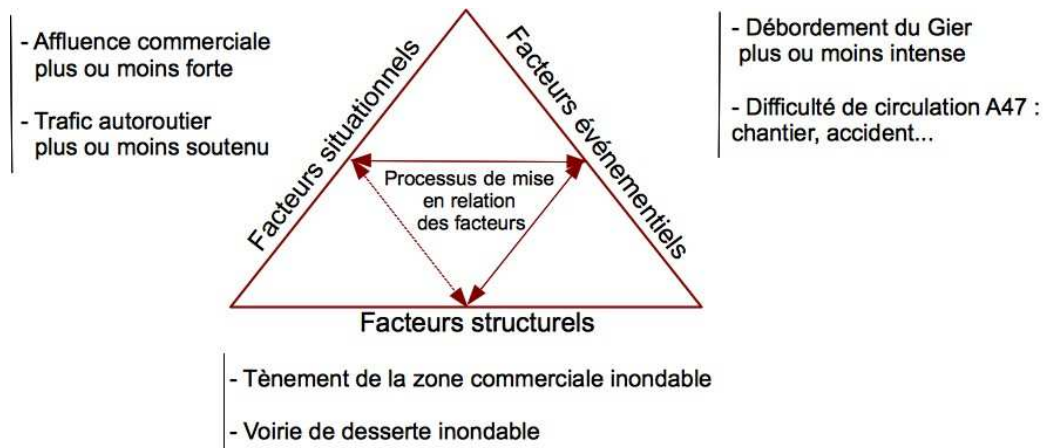 - Affluence commerciale
plus ou moins forte
- Trafic autoroutier
plus ou moins soutenu
Facteurs situationnels
Facteurs événementiels
- Débordement du Gier
plus ou moins intense
- Difficulté de circulation A47 :
chantier, accident...
Processus de mise
en relation
des facteurs
Facteurs structurels
- Tènement de la zone commerciale inondable
- Voirie de desserte inondable